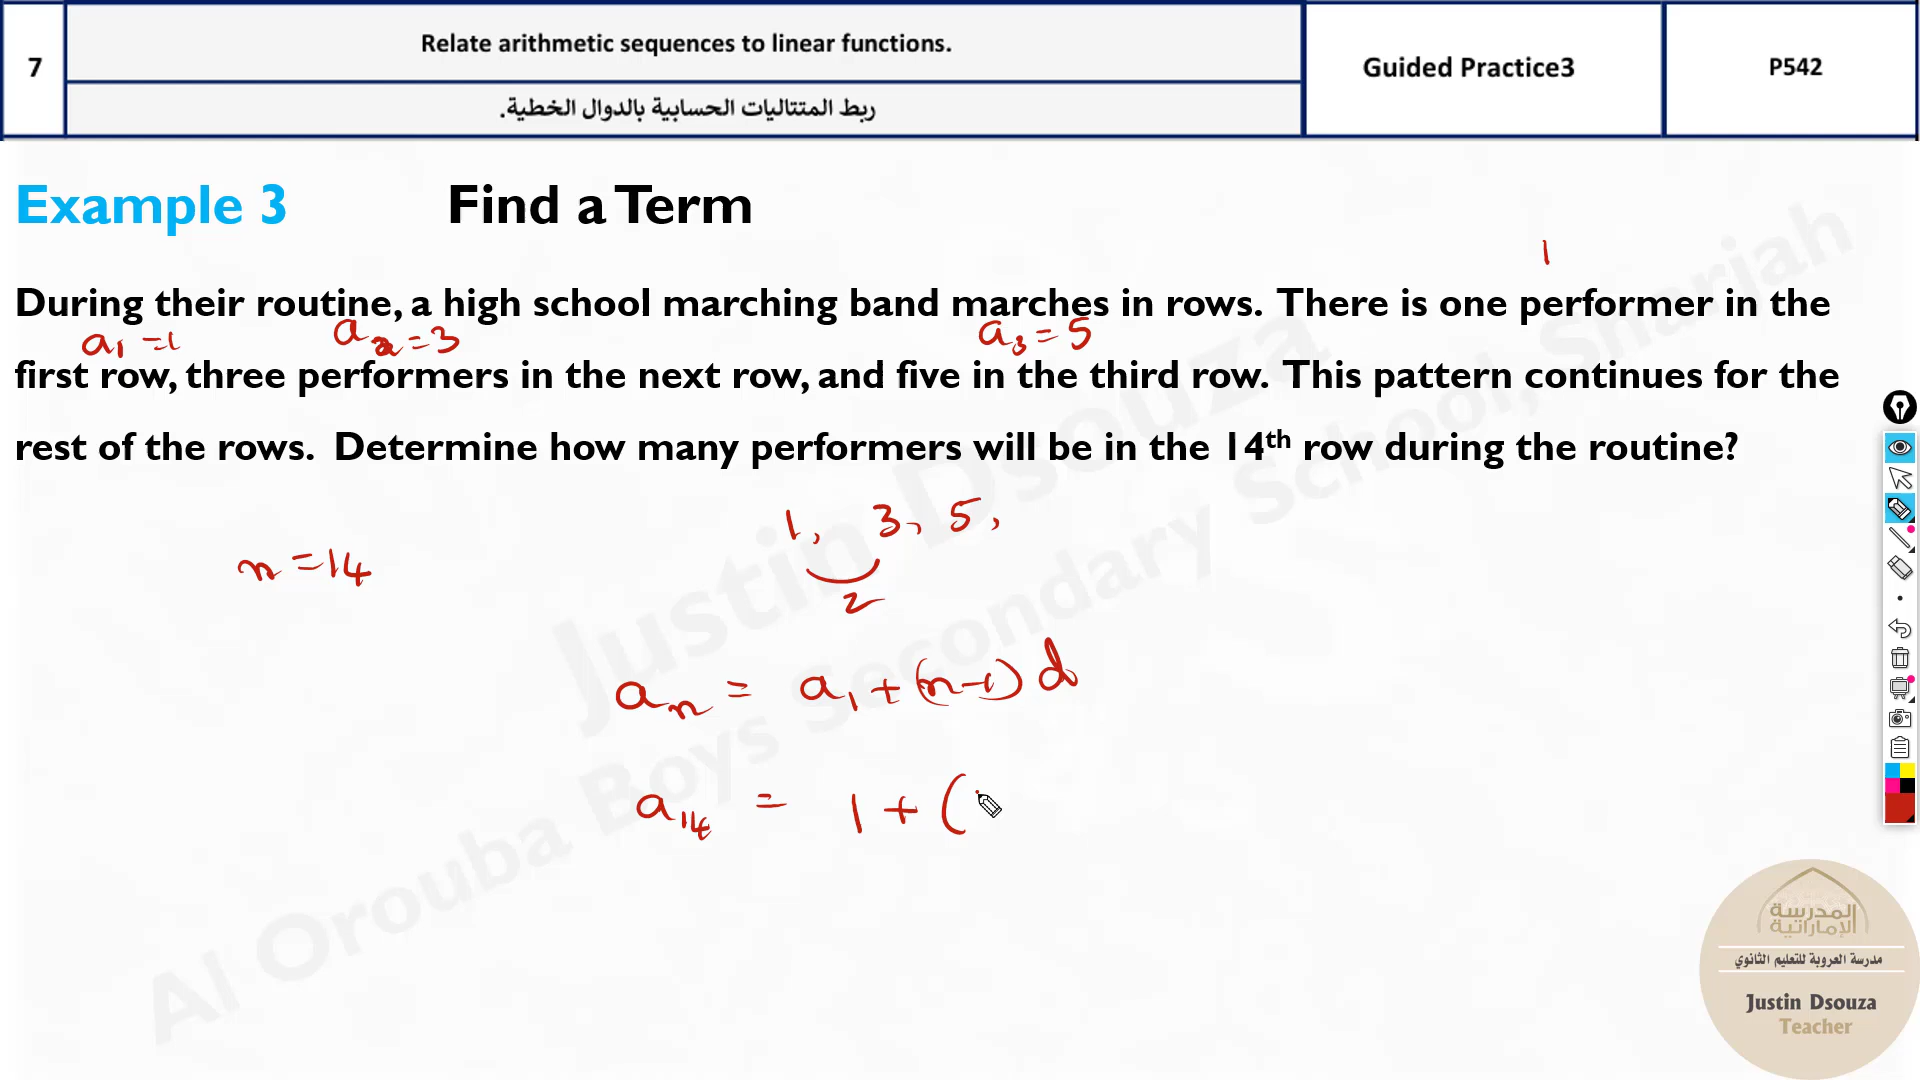 7
Relate arithmetic sequences to linear functions.
ربط المتتاليات الحسابية بالدوال الخطية.
Guided Practice3
P542
Example 3 Find a Term
1
During their routine, a high school marching band marches in rows. There is one performer in the
a₁ =1 a₂=3 a₃=5
first row, three performers in the next row, and five in the third row. This pattern continues for the
rest of the rows. Determine how many performers will be in the 14th row during the routine?
1, 3, 5,
n=14
2
aₙ = a₁+(n-1)d
a₁₄ = 1+(
Justin Dsouza
Al Orouba Boys Secondary School, Sharjah
المدرسة
الإماراتية
مدرسة العروبة للتعليم الثانوي
Justin Dsouza
Teacher